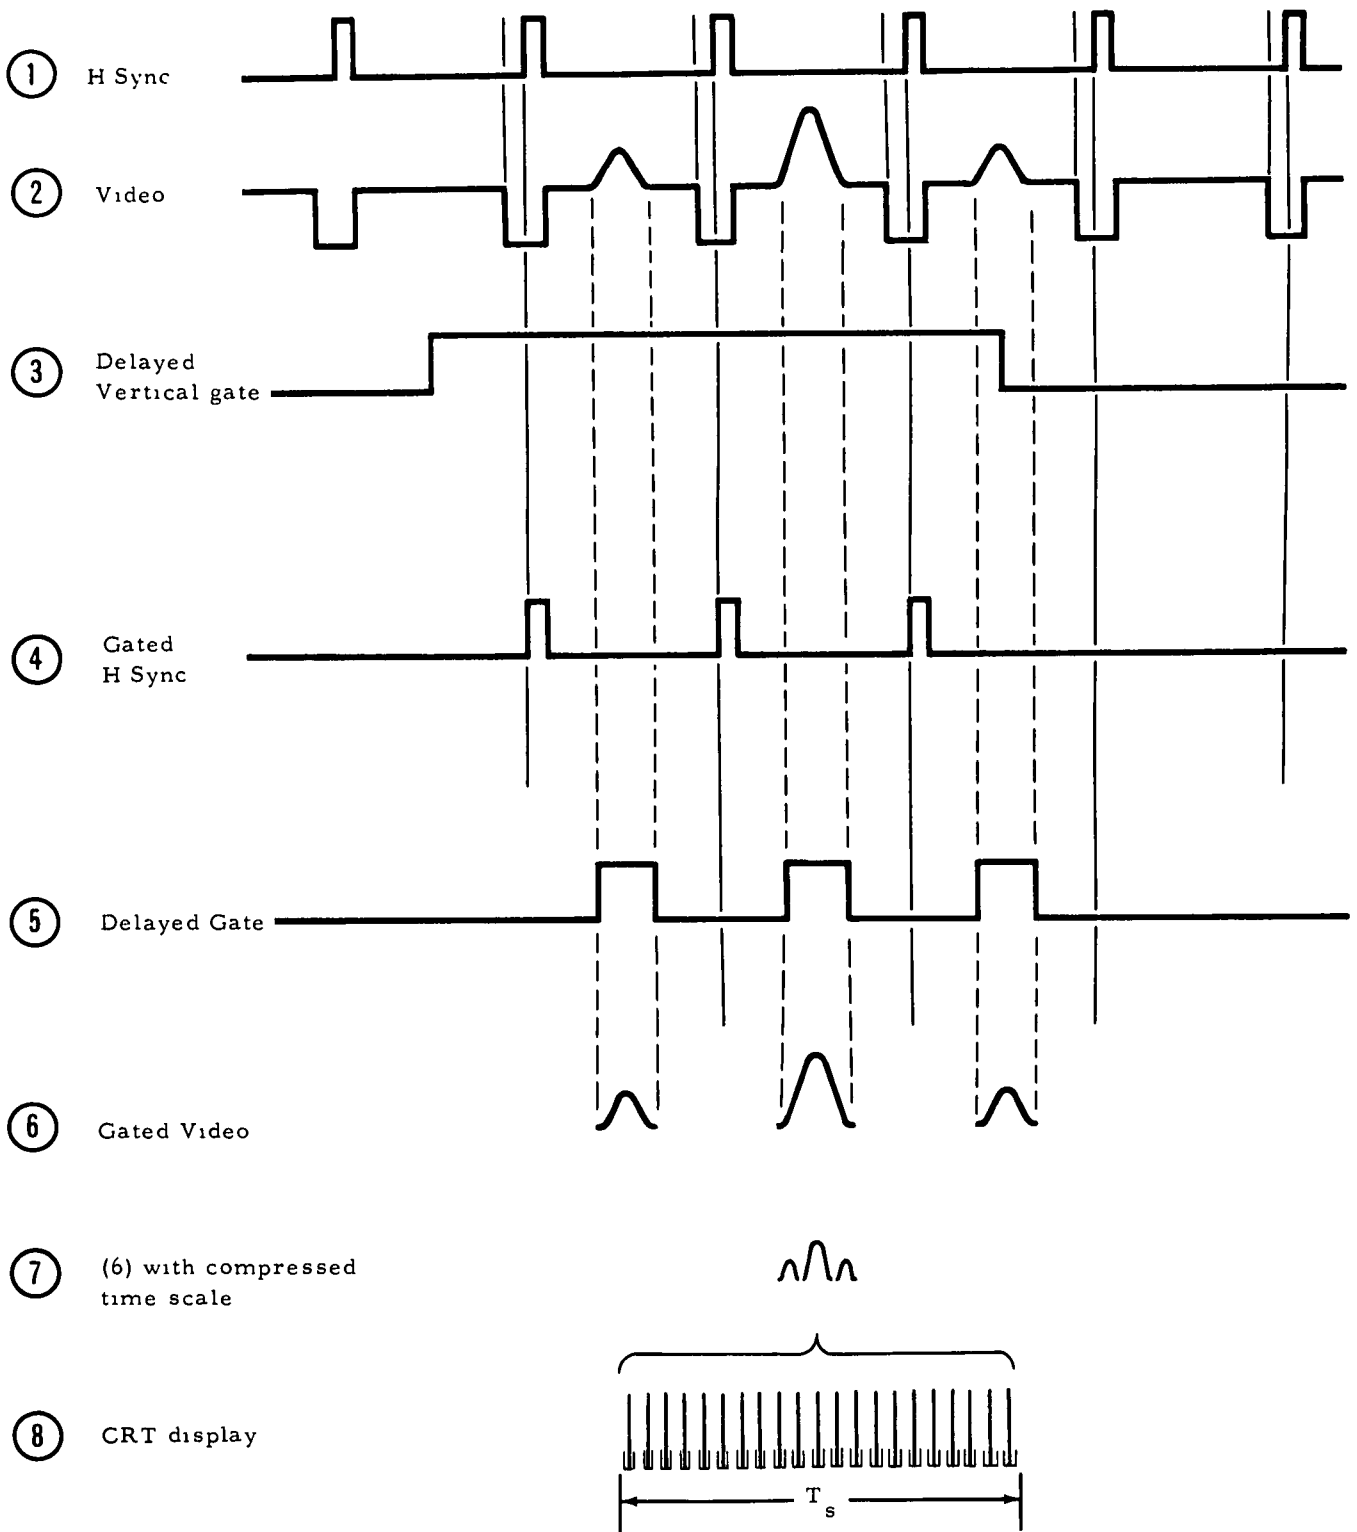 1 H Sync
2 Video
3 Delayed
Vertical gate
4 Gated
H Sync
5 Delayed Gate
6 Gated Video
7 (6) with compressed
time scale
8 CRT display
T s